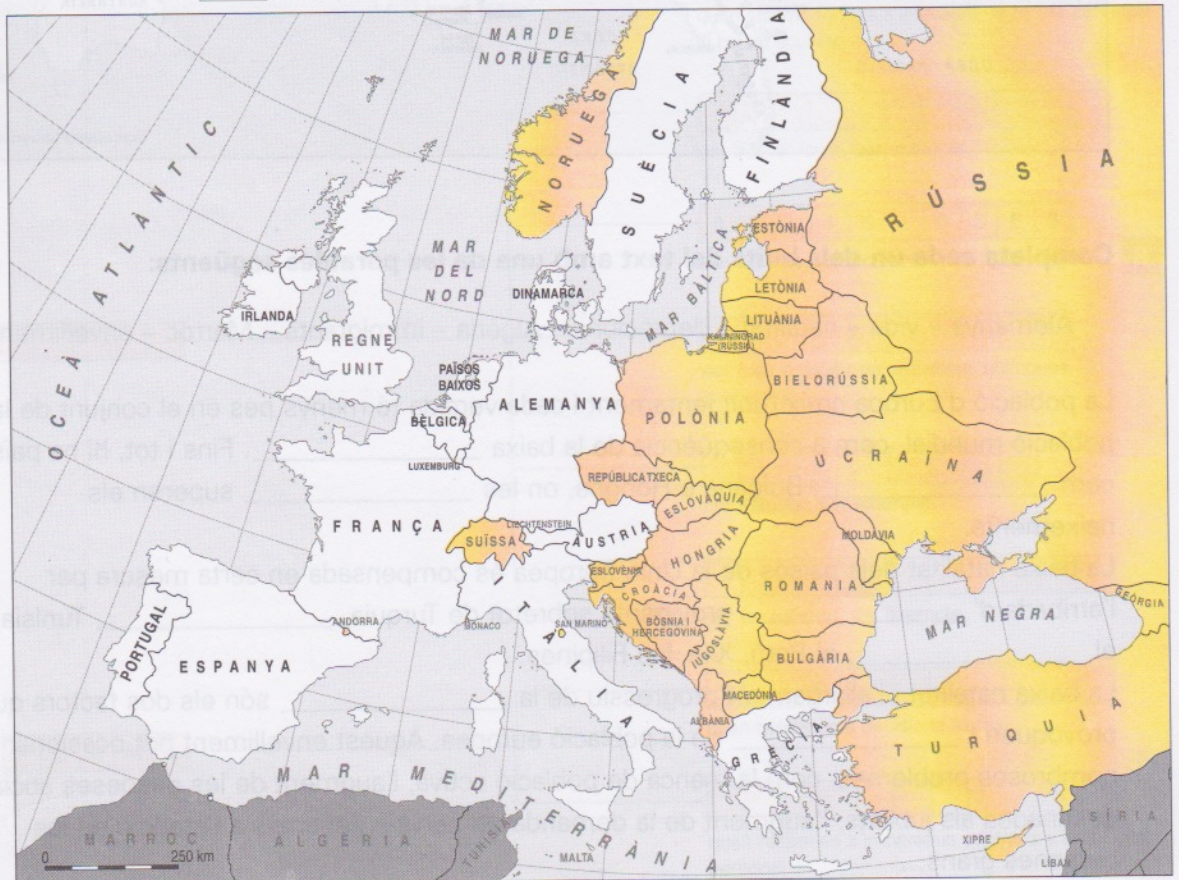 MAR DE
NORUEGA
OCEÀ ATLÀNTIC
NORUEGA
SUÈCIA
FINLÀNDIA
RÚSSIA
MAR
DEL
NORD
MAR BÀLTICA
ESTÒNIA
LETÒNIA
LITUÀNIA
KALININGRAD
(RÚSSIA)
DINAMARCA
IRLANDA
REGNE
UNIT
PAÏSOS
BAIXOS
ALEMANYA
BÈLGICA
LUXEMBURG
POLÒNIA
BIELORÚSSIA
UCRAÏNA
REPÚBLICA TXECA
ESLOVÀQUIA
FRANÇA
LIECHTENSTEIN
SUÏSSA
ÀUSTRIA
HONGRIA
MOLDAVIA
ESLOVÈNIA
CROÀCIA
ROMANIA
BÒSNIA I
HERCEGOVINA
IUGOSLÀVIA
ANDORRA
MÒNACO
SAN MARINO
ITÀLIA
PORTUGAL
ESPANYA
BULGÀRIA
MAR NEGRA
GEÒRGIA
MACEDÒNIA
ALBÀNIA
GRÈCIA
TURQUIA
MAR MEDITERRÀNIA
MARROC
ALGÈRIA
TUNÍSIA
MALTA
XIPRE
SÍRIA
LÍBAN
0 250 km